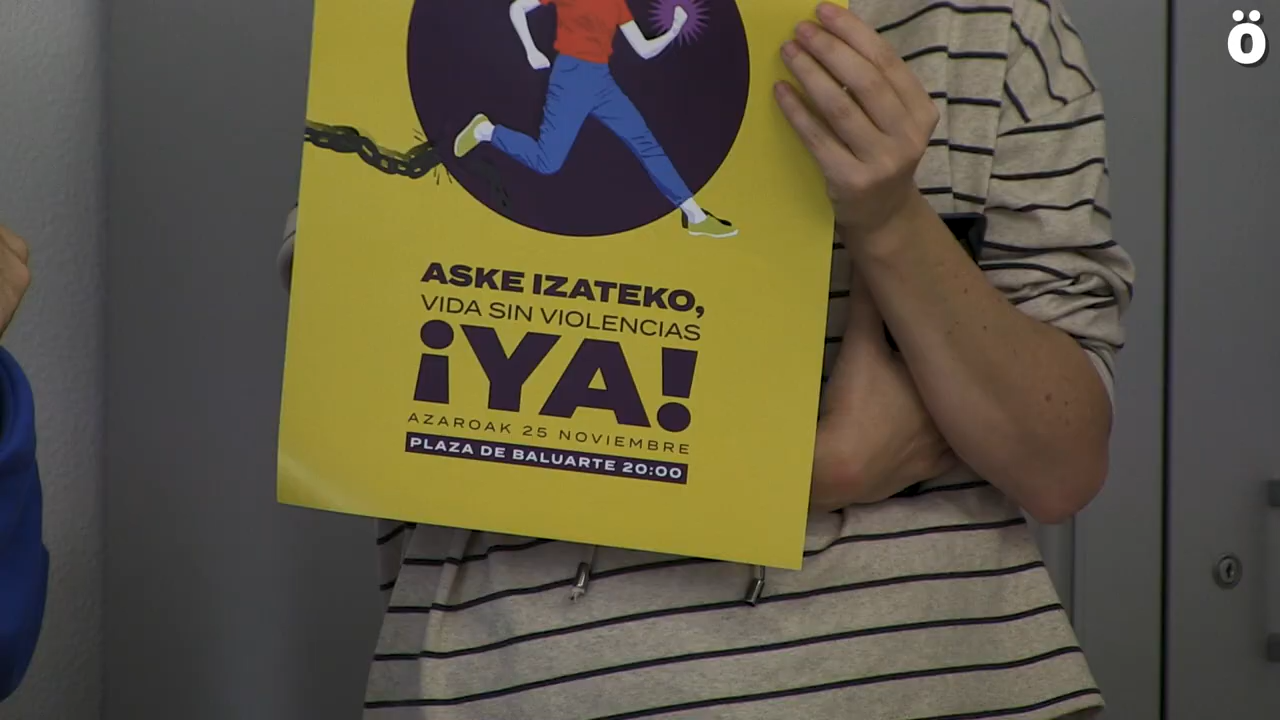 ö
ASKE IZATEKO,
VIDA SIN VIOLENCIAS
¡YA!
AZAROAK 25 NOVIEMBRE
PLAZA DE BALUARTE 20:00